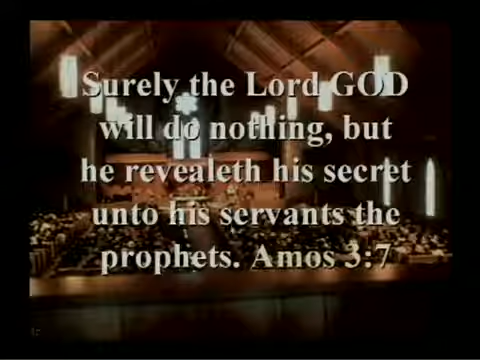 Surely the Lord GOD
will do nothing, but
he revealeth his secret
unto his servants the
prophets. Amos 3:7